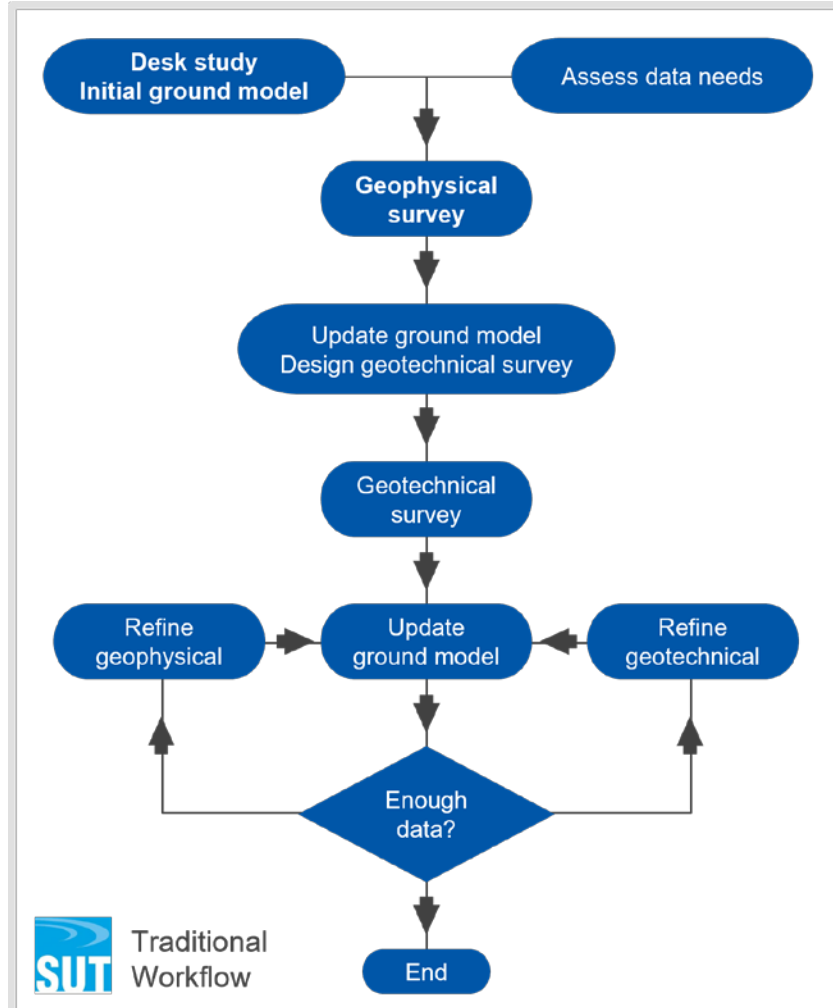 Desk study
Initial ground model
Assess data needs
Geophysical
survey
Update ground model
Design geotechnical survey
Geotechnical
survey
Refine
geophysical
Update
ground model
Refine
geotechnical
Enough
data?
End
SUT
Traditional
Workflow